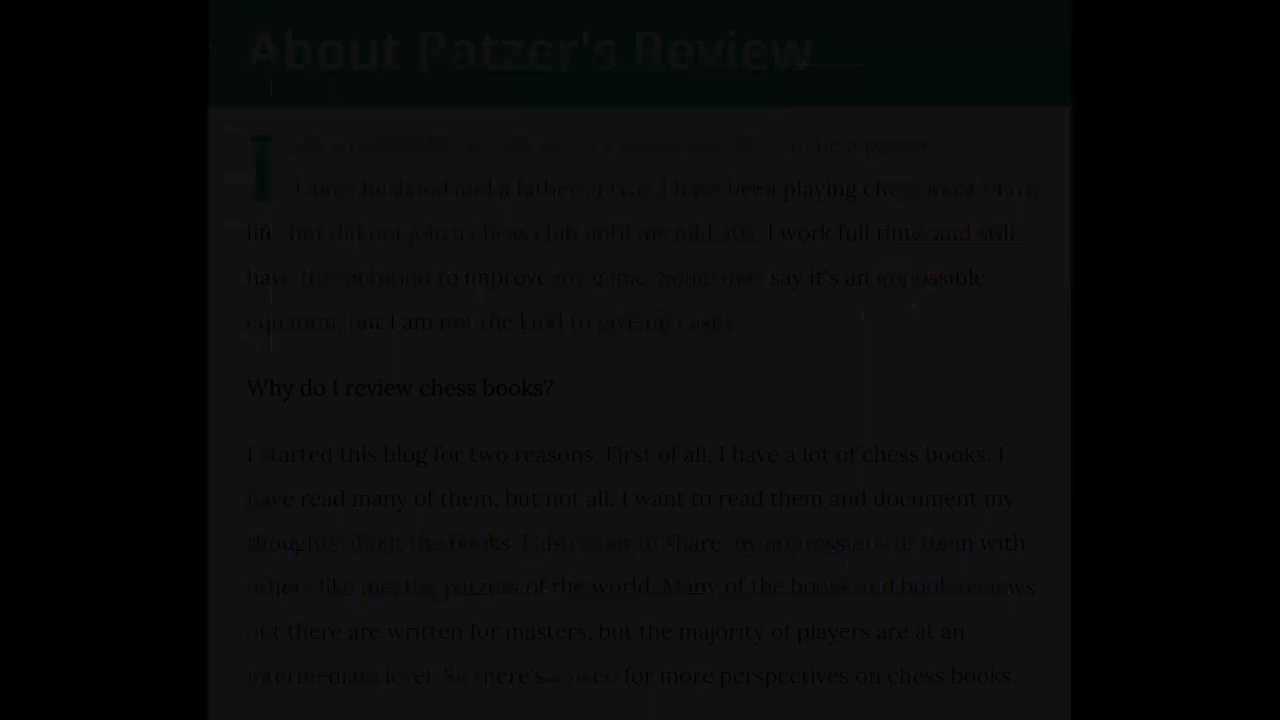 About Patzer's Review
I
be a patzer
I am a husband and a father of two. I have been playing chess most of my
life, but did not join a chess club until my mid 30s. I work full time and still
have the ambition to improve my game. Some may say it's an impossible
equation, but I am not the kind to give up easily.
Why do I review chess books?
I started this blog for two reasons. First of all, I have a lot of chess books. I
have read many of them, but not all. I want to read them and document my
thoughts about the books. I also want to share my impressions of them with
others like me, the patzers of the world. Many of the books and book reviews
out there are written for masters, but the majority of players are at an
intermediate level. So there's a need for more perspectives on chess books.